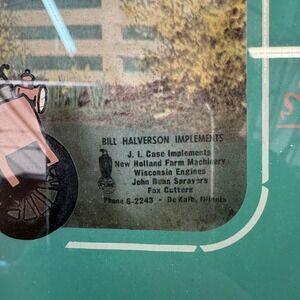 BILL HALVERSON IMPLEMENTS
J. I. Case Implements
New Holland Farm Machinery
Wisconsin Engines
John Bean Sprayers
Fox Cutters
Phone 6-2243 • De Kalb, Illinois